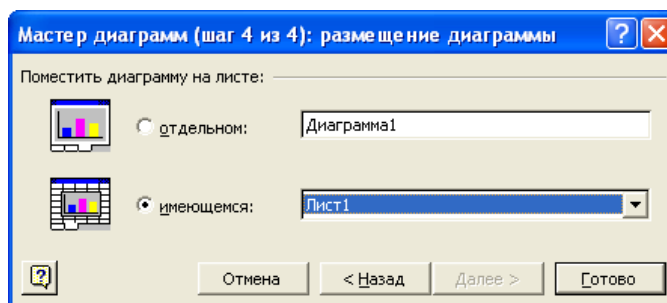 Мастер диаграмм (шаг 4 из 4): размещение диаграммы
Поместить диаграмму на листе:
отдельном: Диаграмма1
имеющемся: Лист1
Отмена < Назад Далее > Готово